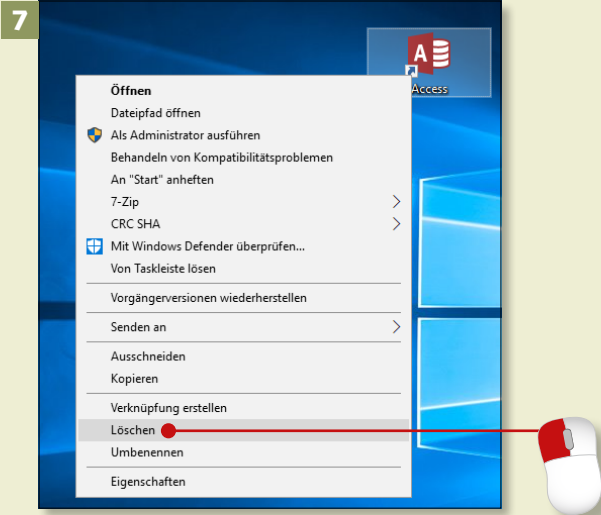 7
A
Access
Öffnen
Dateipfad öffnen
Als Administrator ausführen
Behandeln von Kompatibilitätsproblemen
An "Start" anheften
7-Zip
CRC SHA
Mit Windows Defender überprüfen...
Von Taskleiste lösen
Vorgängerversionen wiederherstellen
Senden an
Ausschneiden
Kopieren
Verknüpfung erstellen
Löschen
Umbenennen
Eigenschaften